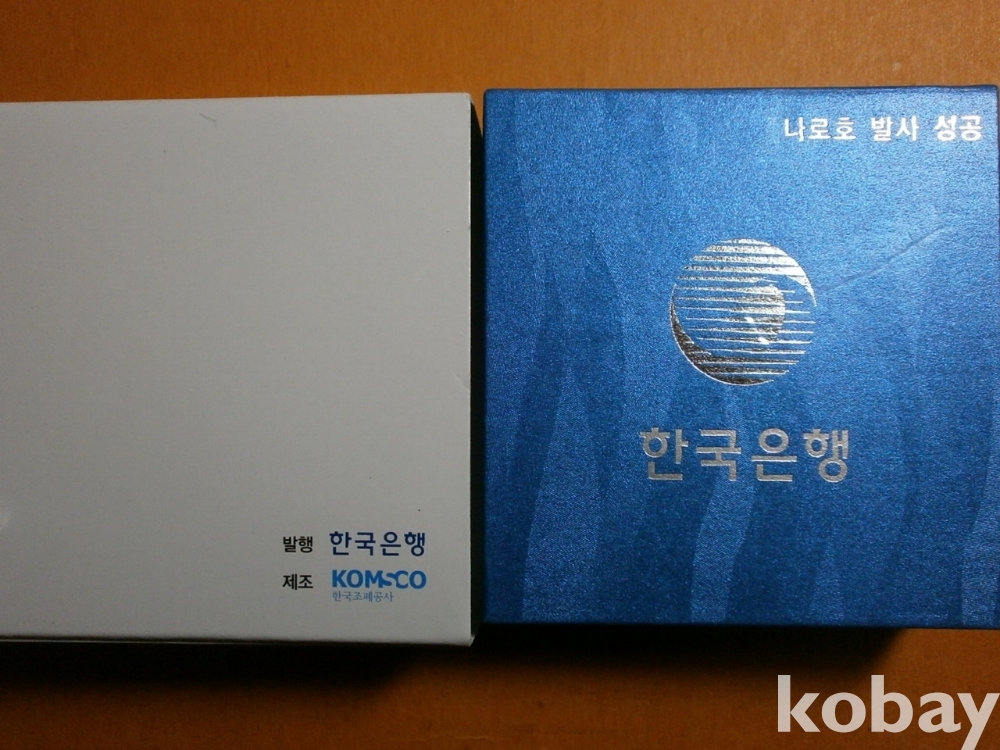 발행 한국은행
제조 KOMSCO
한국조폐공사
나로호 발사 성공
한국은행
kobay